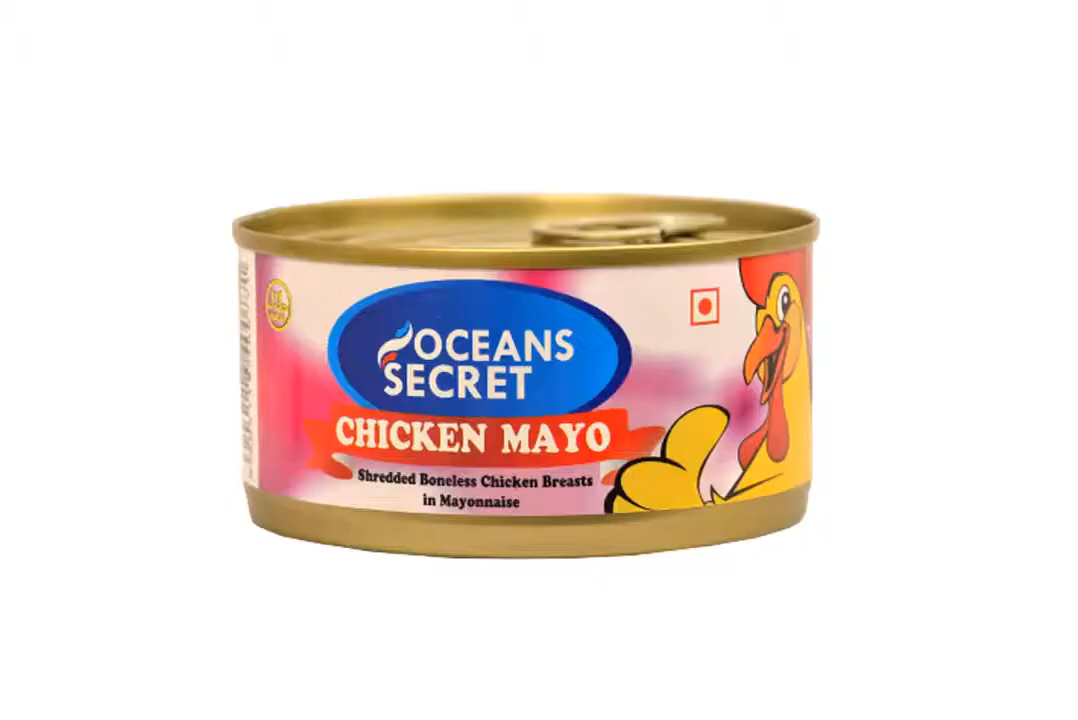 OCEANS
SECRET
CHICKEN MAYO
Shredded Boneless Chicken Breasts
in Mayonnaise